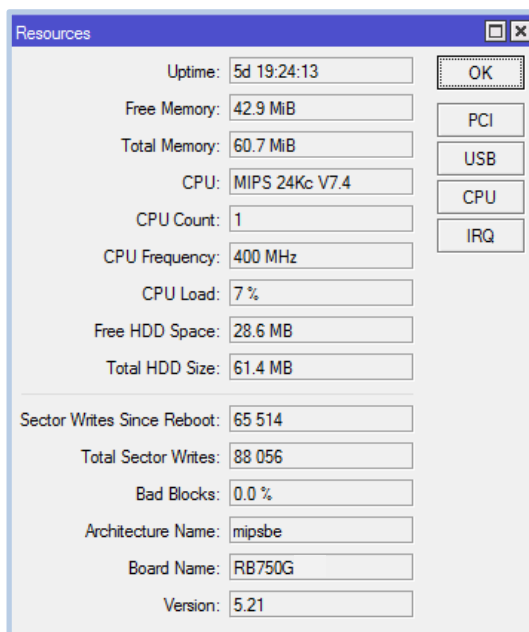 Resources
Uptime: 5d 19:24:13
OK
Free Memory: 42.9 MiB
PCI
Total Memory: 60.7 MiB
USB
CPU: MIPS 24Kc V7.4
CPU
CPU Count: 1
IRQ
CPU Frequency: 400 MHz
CPU Load: 7 %
Free HDD Space: 28.6 MB
Total HDD Size: 61.4 MB
Sector Writes Since Reboot: 65 514
Total Sector Writes: 88 056
Bad Blocks: 0.0 %
Architecture Name: mipsbe
Board Name: RB750G
Version: 5.21